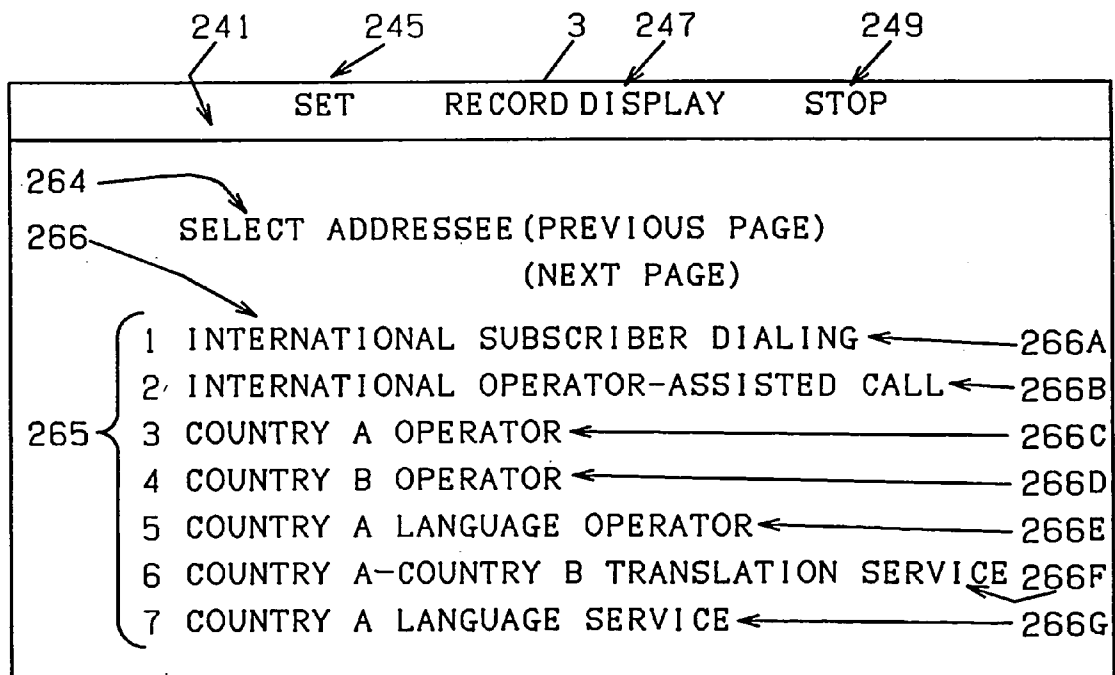 241 245 3 247 249
SET RECORD DISPLAY STOP
264
SELECT ADDRESSEE (PREVIOUS PAGE)
266
(NEXT PAGE)
1 INTERNATIONAL SUBSCRIBER DIALING 266A
2 INTERNATIONAL OPERATOR-ASSISTED CALL 266B
265 3 COUNTRY A OPERATOR 266C
4 COUNTRY B OPERATOR 266D
5 COUNTRY A LANGUAGE OPERATOR 266E
6 COUNTRY A-COUNTRY B TRANSLATION SERVICE 266F
7 COUNTRY A LANGUAGE SERVICE 266G